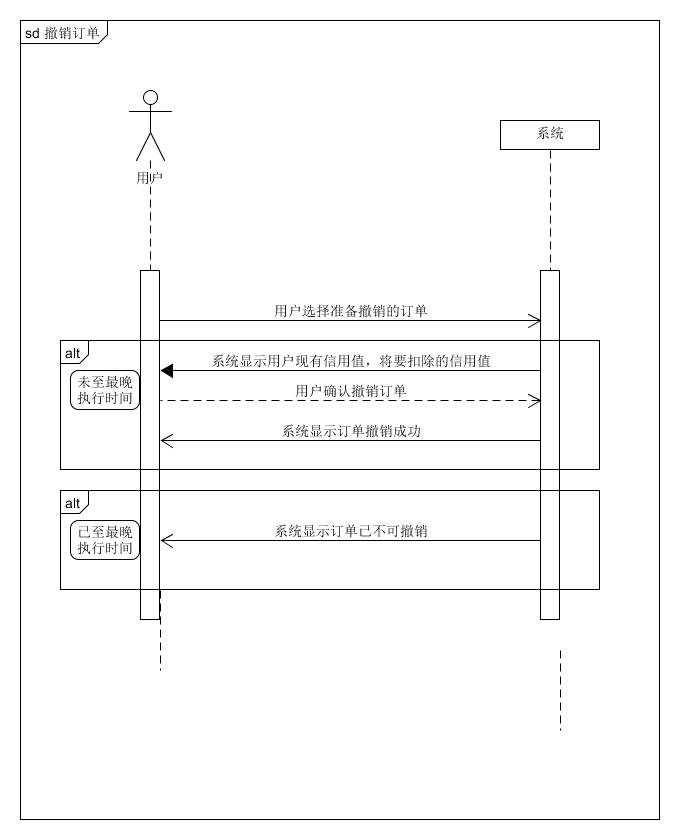 sd 撤销订单
用户
系统
用户选择准备撤销的订单
alt
系统显示用户现有信用值，将要扣除的信用值
未至最晚
执行时间
用户确认撤销订单
系统显示订单撤销成功
alt
已至最晚
执行时间
系统显示订单已不可撤销